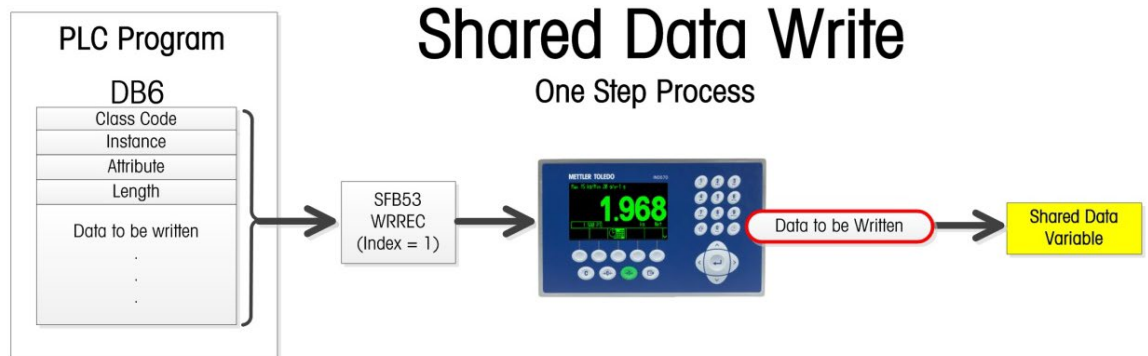 PLC Program
DB6
Class Code
Instance
Attribute
Length
Data to be written
.
.
.
Shared Data Write
One Step Process
SFB53
WRREC
(Index = 1)
METTLER TOLEDO
1.968
Data to be Written
Shared Data
Variable